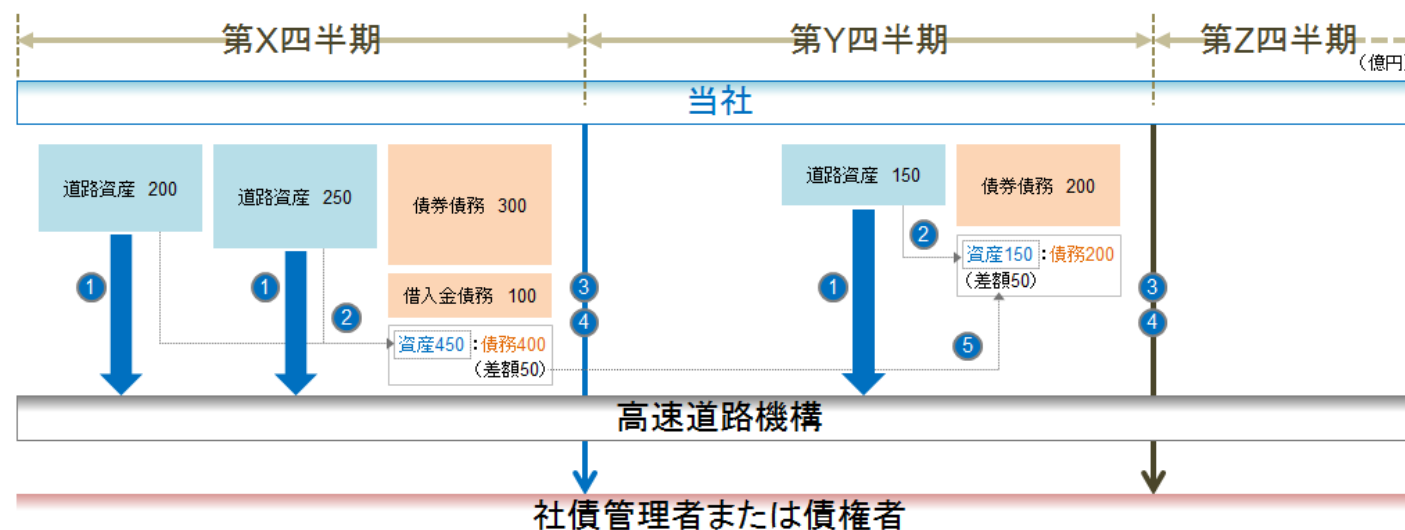 第X四半期
第Y四半期
第Z四半期
(億円)
当社
道路資産 200
道路資産 250
債券債務 300
借入金債務 100
資産450:債務400
(差額50)
道路資産 150
債券債務 200
資産150:債務200
(差額50)
1
1
2
3
4
1
2
5
3
4
高速道路機構
社債管理者または債権者